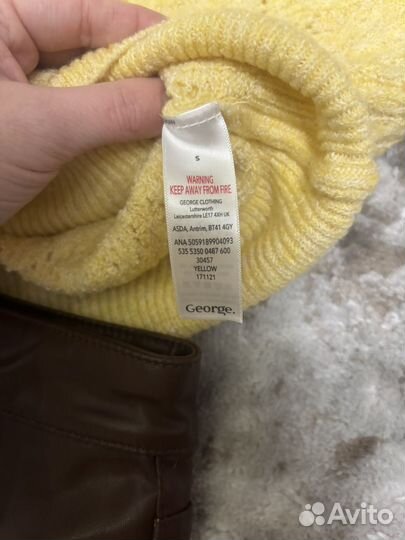 S
WARNING
KEEP AWAY FROM FIRE
GEORGE CLOTHING
Lutterworth
Leicestershire LE17 4XH UK
ASDA, Antrim, BT41 4GY
ANA 5059189904093
535 5350 0487 600
30457
YELLOW
171121
George.
Avito